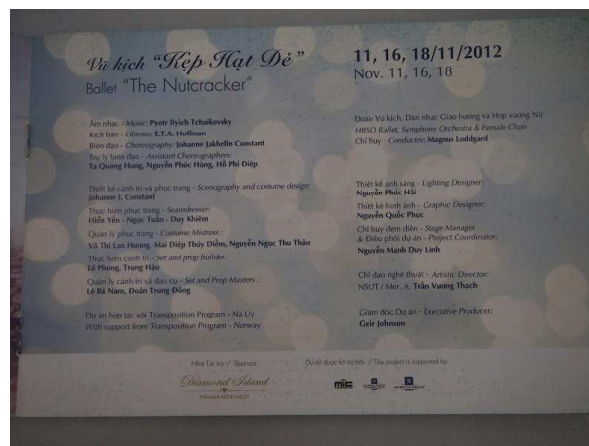 Vũ kịch "Kẹp Hạt Dẻ"
Ballet "The Nutcracker"
Âm nhạc - Music: Pyotr Ilyich Tchaikovsky
Kịch bản - Libretto: E.T.A. Hoffman
Biên đạo - Choreography: Johanne Jakhelln Constant
Trợ lý biên đạo - Assistant Choreographers:
Tạ Quang Hưng, Nguyễn Phúc Hùng, Hồ Phi Điệp
Thiết kế cảnh trí và phục trang - Scenography and costume design:
Johanne J. Constant
Thực hiện phục trang - Seamdresser:
Hiền Yên - Ngọc Tuấn - Duy Khiêm
Quản lý phục trang - Costume Mistress :
Võ Thị Lan Hương, Mai Diệp Thúy Diễm, Nguyễn Ngọc Thu Thảo
Thực hiện cảnh trí - Set and prop builder:
Lê Phong, Trung Hậu
Quản lý cảnh trí và đạo cụ - Set and Prop Masters :
Lê Bá Nam, Đoàn Trung Đông
Dự án hợp tác với Transposition Program - Na Uy
With support from Transposition Program - Norway
11, 16, 18/11/2012
Nov. 11, 16, 18
Đoàn Vũ kịch, Dàn nhạc Giao hưởng và Hợp xướng Nữ
HBSO Ballet, Symphony Orchestra & Female Choir
Chỉ huy - Conductor: Magnus Loddgard
Thiết kế ánh sáng - Lighting Designer:
Nguyễn Phúc Hải
Thiết kế hình ảnh - Graphic Designer:
Nguyễn Quốc Phục
Chỉ huy đêm diễn - Stage Manager
& Điều phối dự án - Project Coordinator:
Nguyễn Mạnh Duy Linh
Chỉ đạo nghệ thuật - Artistic Director:
NSƯT / Mer. A. Trần Vương Thạch
Giám đốc Dự án - Executive Producer:
Geir Johnson
Nhà Tài trợ / Sponsor
Diamond Island
PREMIER RESIDENCES
Dự án được hỗ trợ bởi / This project is supported by:
mic